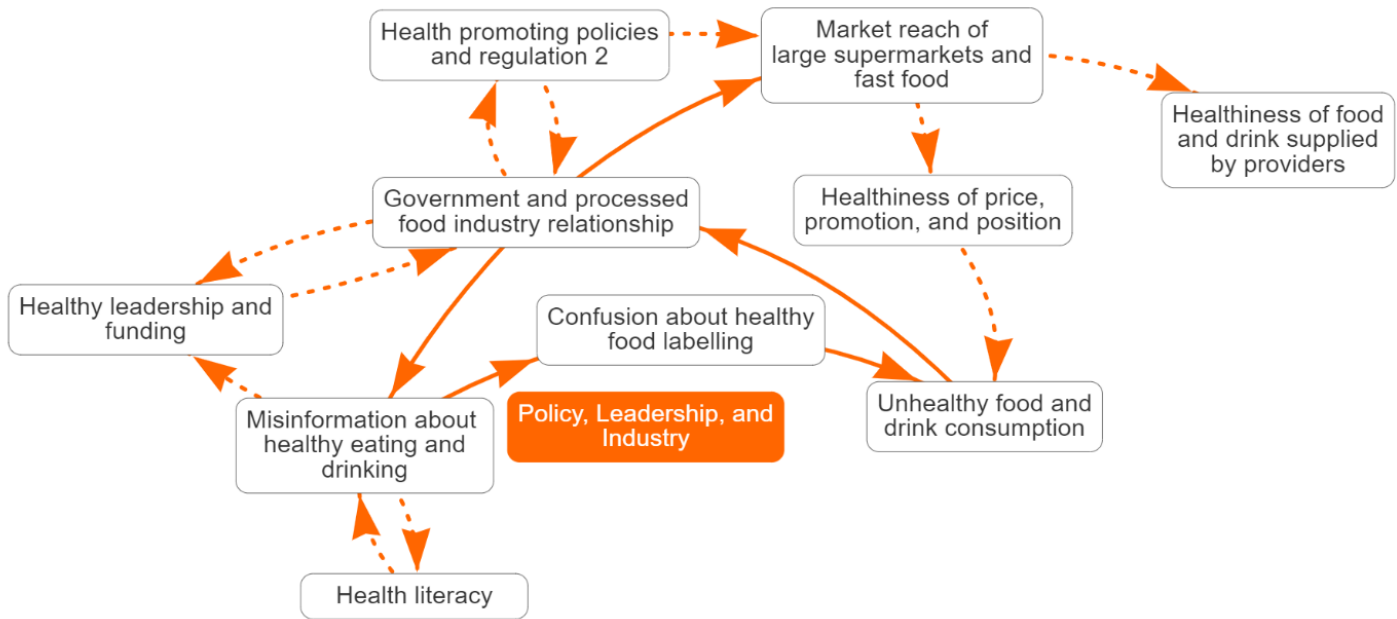 Health promoting policies
and regulation 2
Market reach of
large supermarkets and
fast food
Healthiness of food
and drink supplied
by providers
Government and processed
food industry relationship
Healthiness of price,
promotion, and position
Healthy leadership and
funding
Confusion about healthy
food labelling
Policy, Leadership, and
Industry
Unhealthy food and
drink consumption
Misinformation about
healthy eating and
drinking
Health literacy